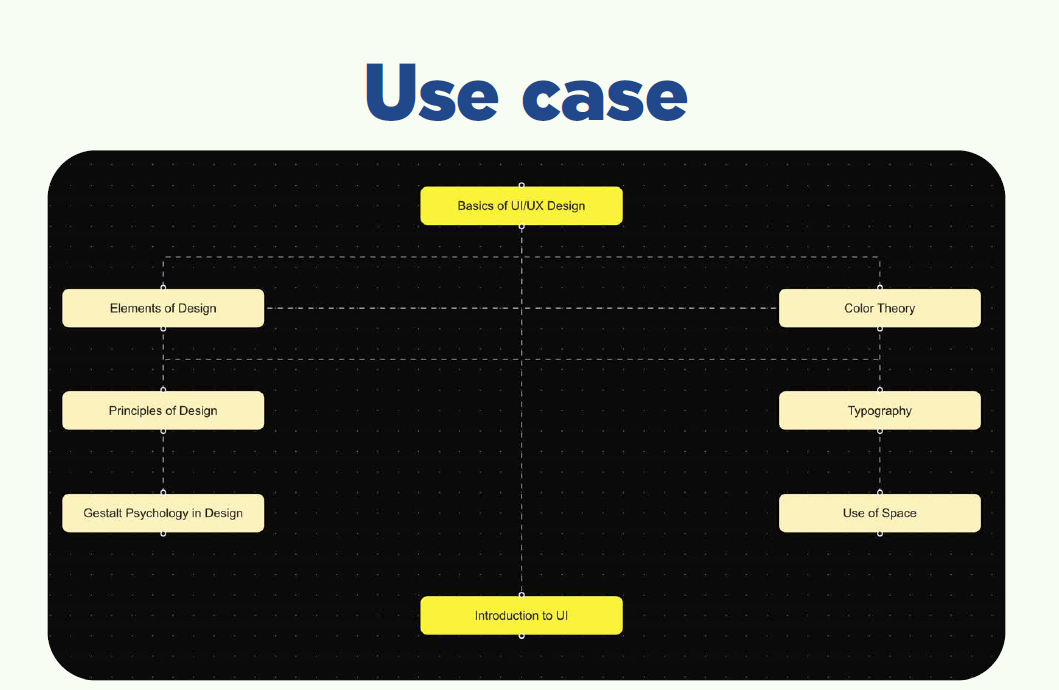 Use case
Basics of UI/UX Design
Elements of Design
Color Theory
Principles of Design
Typography
Gestalt Psychology in Design
Use of Space
Introduction to UI